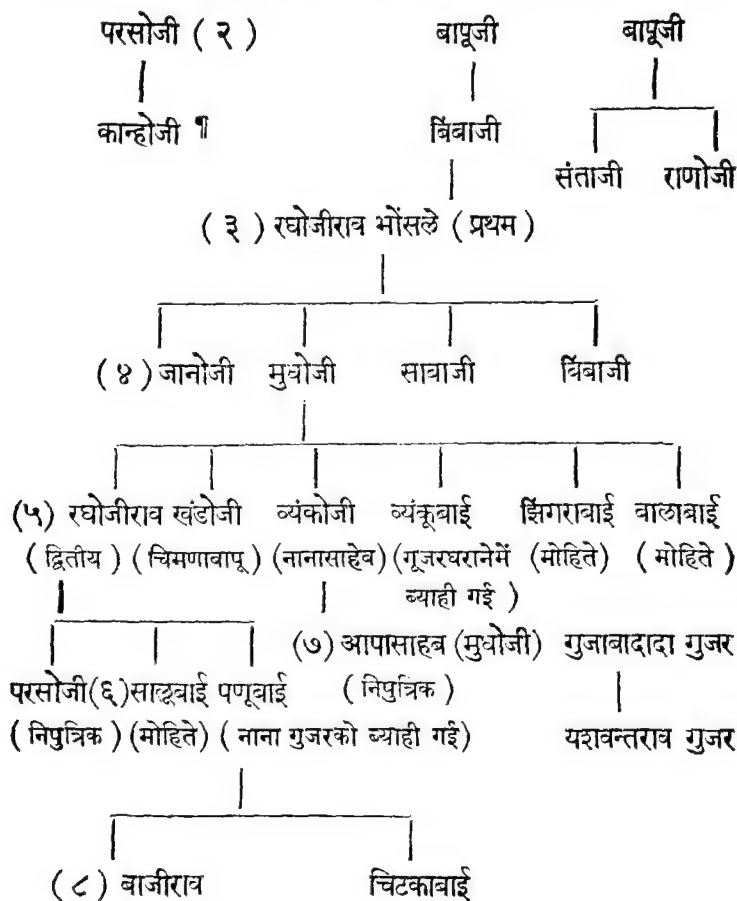 परसोजी ( २ ) बापूजी बापूजी
कान्होजी ¶ बिंबाजी
संताजी राणोजी
( ३ ) रघोजीराव भोंसले ( प्रथम )
( ४ ) जानोजी मुधोजी साबाजी बिंबाजी
(५) रघोजीराव खंडोजी व्यंकोजी व्यंकूबाई झिंगराबाई बालाबाई
( द्वितीय ) ( चिमणाबापू ) (नानासाहेब) (गूजरघरानेमें (मोहिते) ( मोहिते )
ब्याही गई )
(७) आपासाहब (मुधोजी) गुजाबादादा गुजर
परसोजी(६) साळूबाई पणूबाई ( निपुत्रिक )
( निपुत्रिक ) (मोहिते) ( नाना गुजरको ब्याही गई) यशवन्तराव गुजर
( ८ ) बाजीराव चिटकाबाई